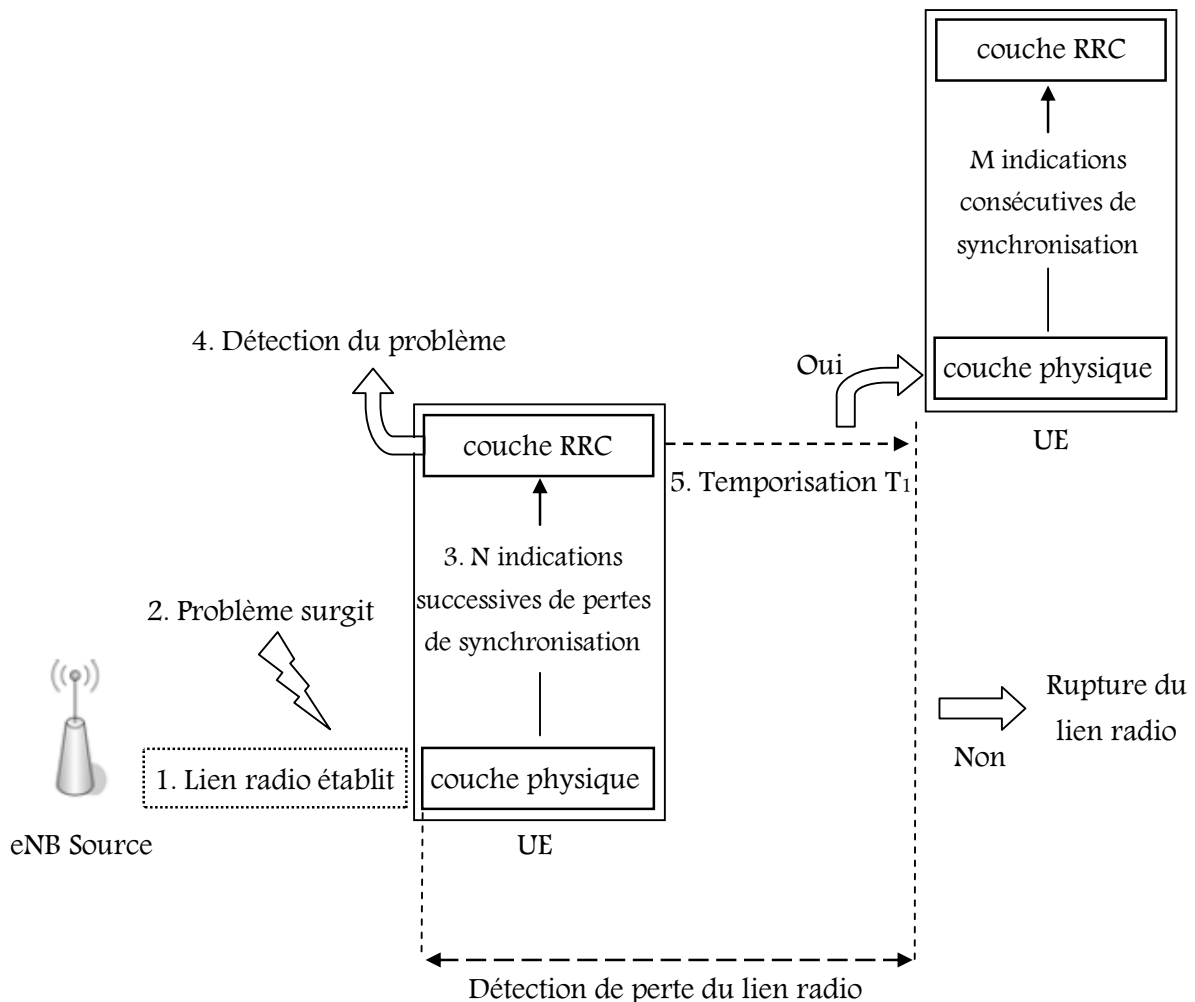 couche RRC
M indications
consécutives de
synchronisation
couche physique
UE
Oui
4. Détection du problème
couche RRC
5. Temporisation T1
3. N indications
successives de pertes
de synchronisation
2. Problème surgit
1. Lien radio établit
couche physique
eNB Source
UE
Rupture du
lien radio
Non
Détection de perte du lien radio